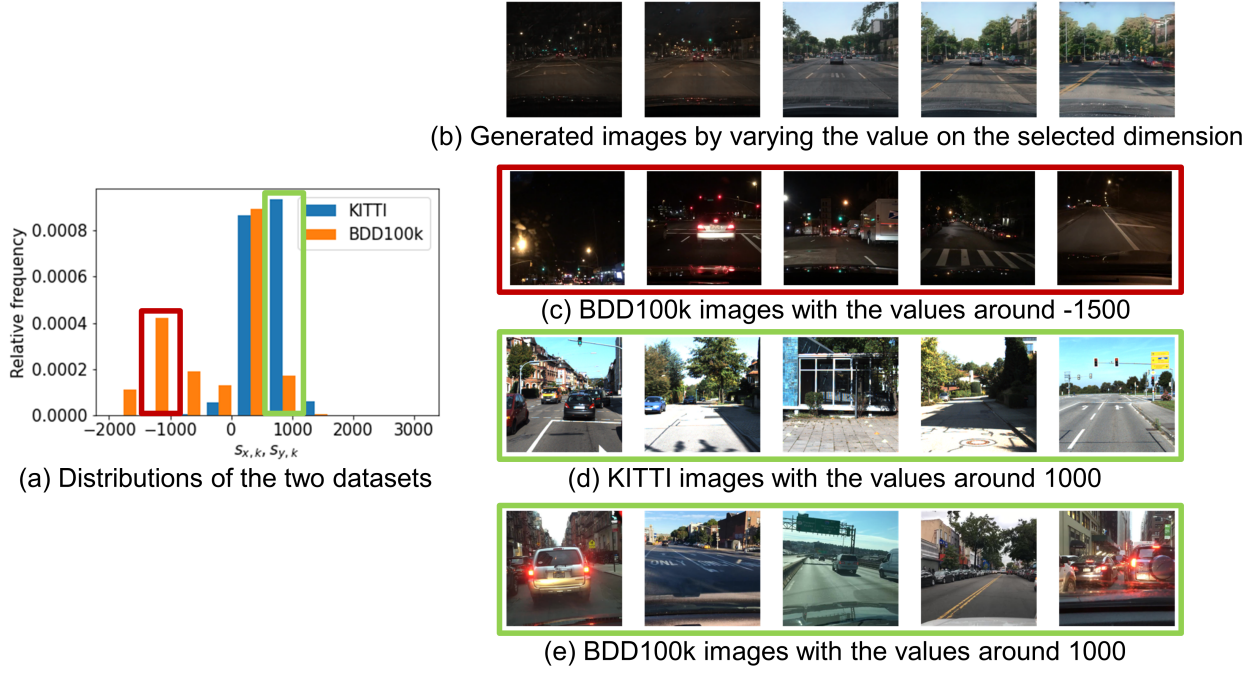 (b) Generated images by varying the value on the selected dimension
KITTI
BDD100k
Relative frequency
0.0008
0.0006
0.0004
0.0002
0.0000
−2000 −1000 0 1000 2000 3000
s_{x,k}, s_{y,k}
(a) Distributions of the two datasets
(c) BDD100k images with the values around -1500
(d) KITTI images with the values around 1000
(e) BDD100k images with the values around 1000